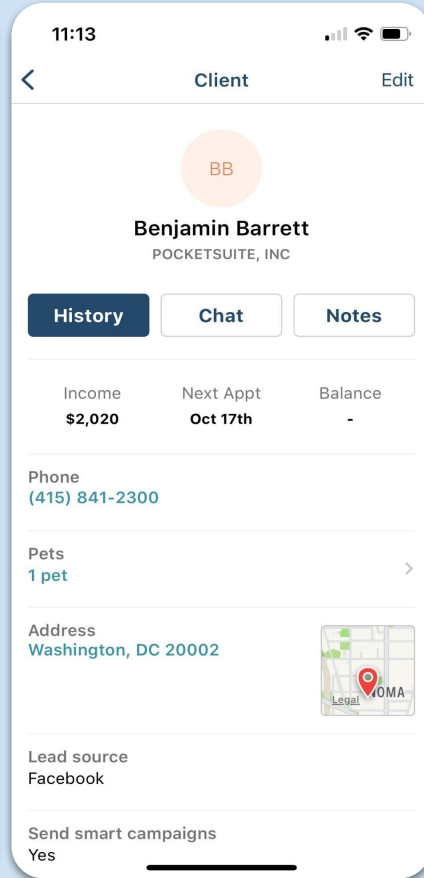 11:13
Client
Edit
BB
Benjamin Barrett
POCKETSUITE, INC
History
Chat
Notes
Income
Next Appt
Balance
$2,020
Oct 17th
-
Phone
(415) 841-2300
Pets
1 pet
Address
Washington, DC 20002
Legal
NOMA
Lead source
Facebook
Send smart campaigns
Yes